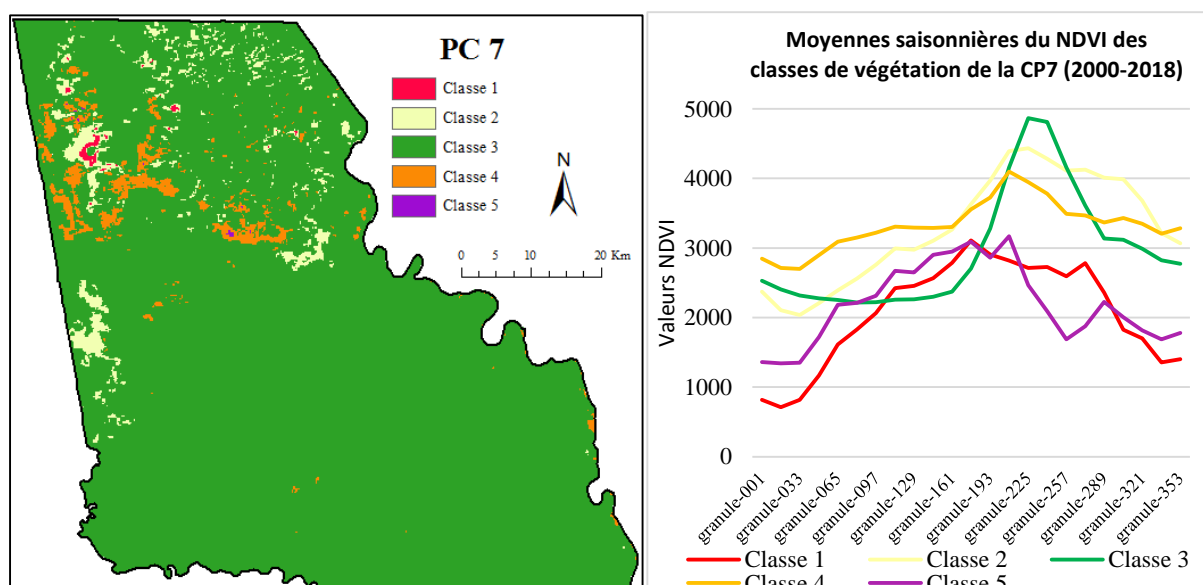 PC 7
Classe 1
Classe 2
Classe 3
Classe 4
Classe 5
N
0 5 10 20 Km
Moyennes saisonnières du NDVI des
classes de végétation de la CP7 (2000-2018)
Valeurs NDVI
5000
4000
3000
2000
1000
0
granule-001
granule-033
granule-065
granule-097
granule-129
granule-161
granule-193
granule-225
granule-257
granule-289
granule-321
granule-353
Classe 1 Classe 2 Classe 3
Classe 4 Classe 5